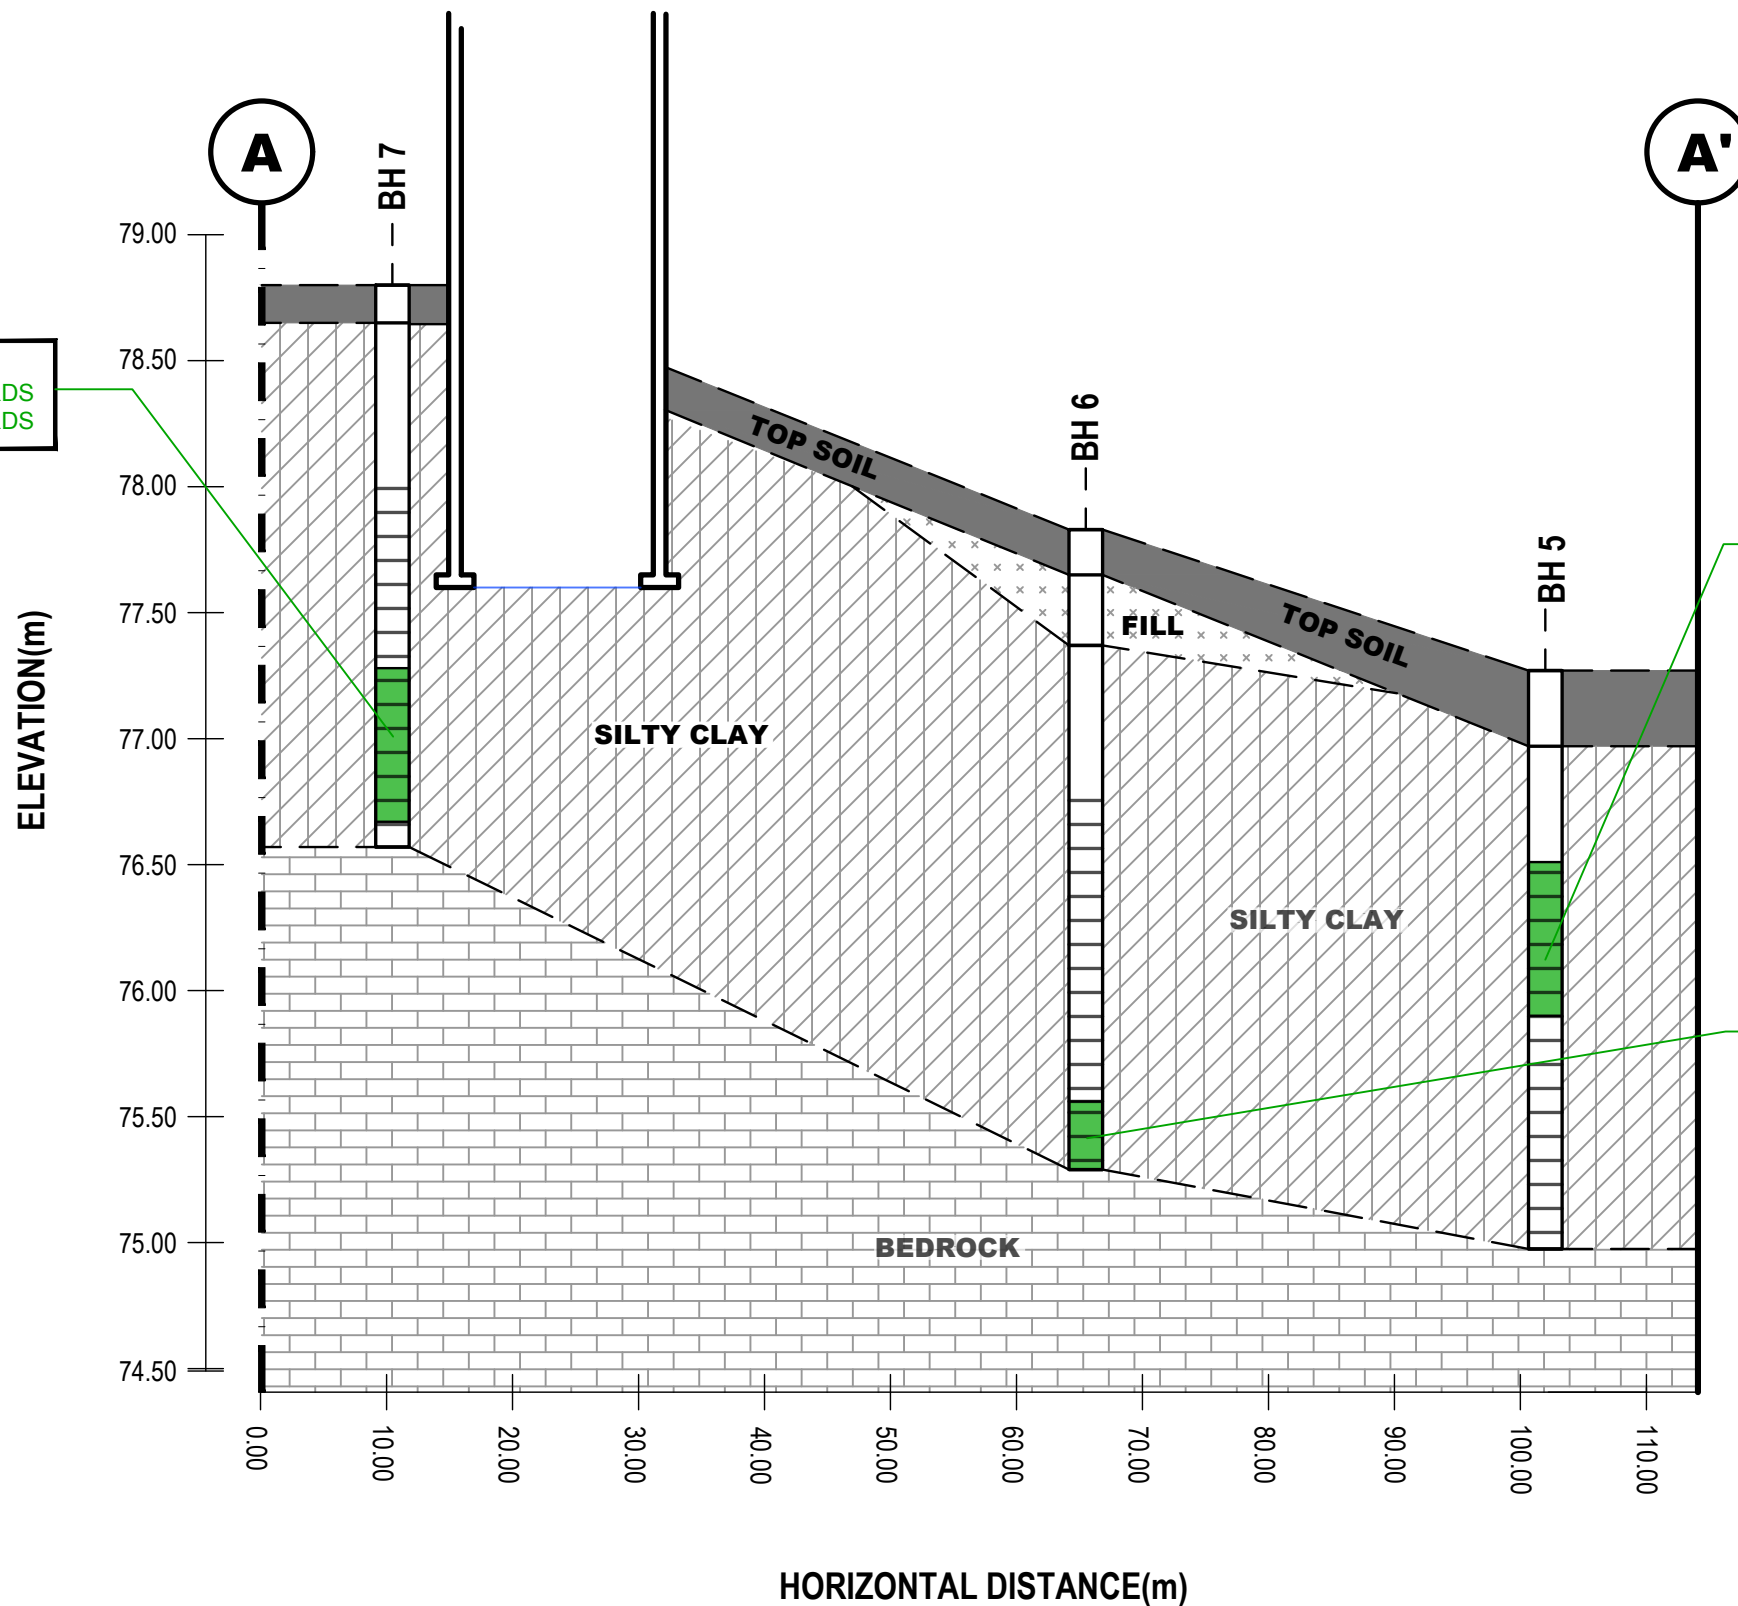 A
A'
BH 7
BH 6
BH 5
79.00
78.50
78.00
77.50
77.00
76.50
76.00
75.50
75.00
74.50
ELEVATION(m)
DS
DS
TOP SOIL
FILL
TOP SOIL
SILTY CLAY
SILTY CLAY
BEDROCK
0.00
10.00
20.00
30.00
40.00
50.00
60.00
70.00
80.00
90.00
100.00
110.00
HORIZONTAL DISTANCE(m)